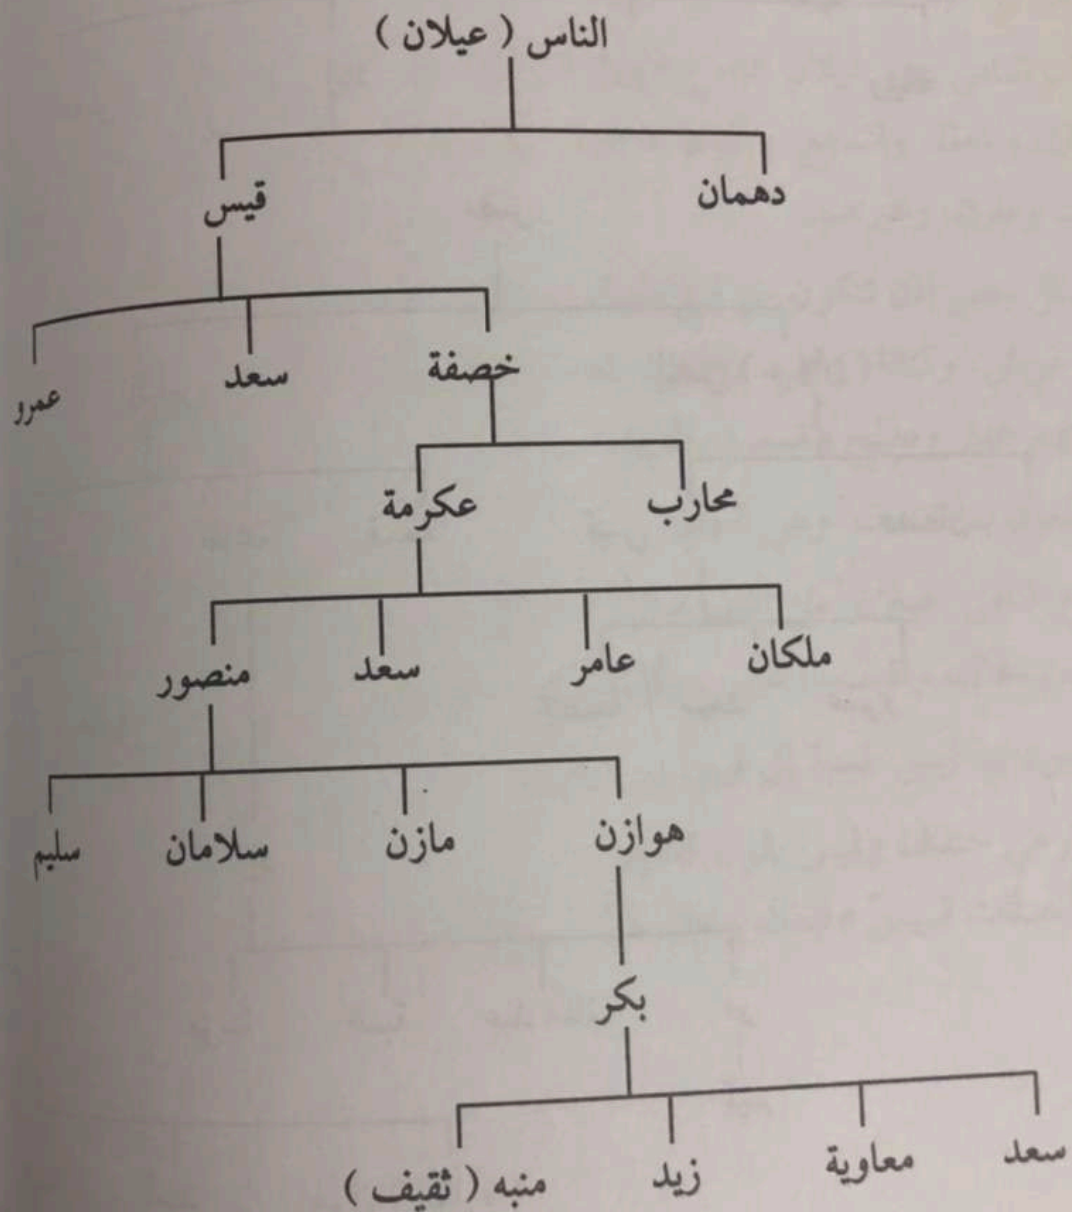 الناس ( عيلان )
دهمان قيس
خصفة سعد عمرو
محارب عكرمة
ملكان عامر سعد منصور
هوازن مازن سلامان سليم
بكر
سعد معاوية زيد منبه ( ثقيف )